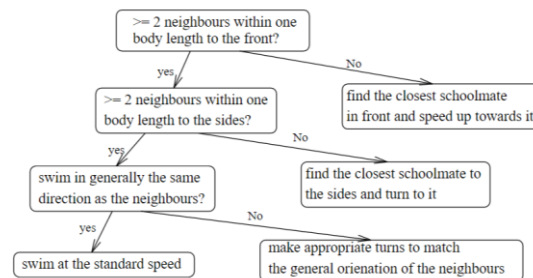 >= 2 neighbours within one
body length to the front?
yes
No
>= 2 neighbours within one
body length to the sides?
find the closest schoolmate
in front and speed up towards it
yes
No
swim in generally the same
direction as the neighbours?
find the closest schoolmate to
the sides and turn to it
yes
No
swim at the standard speed
make appropriate turns to match
the general orienation of the neighbours